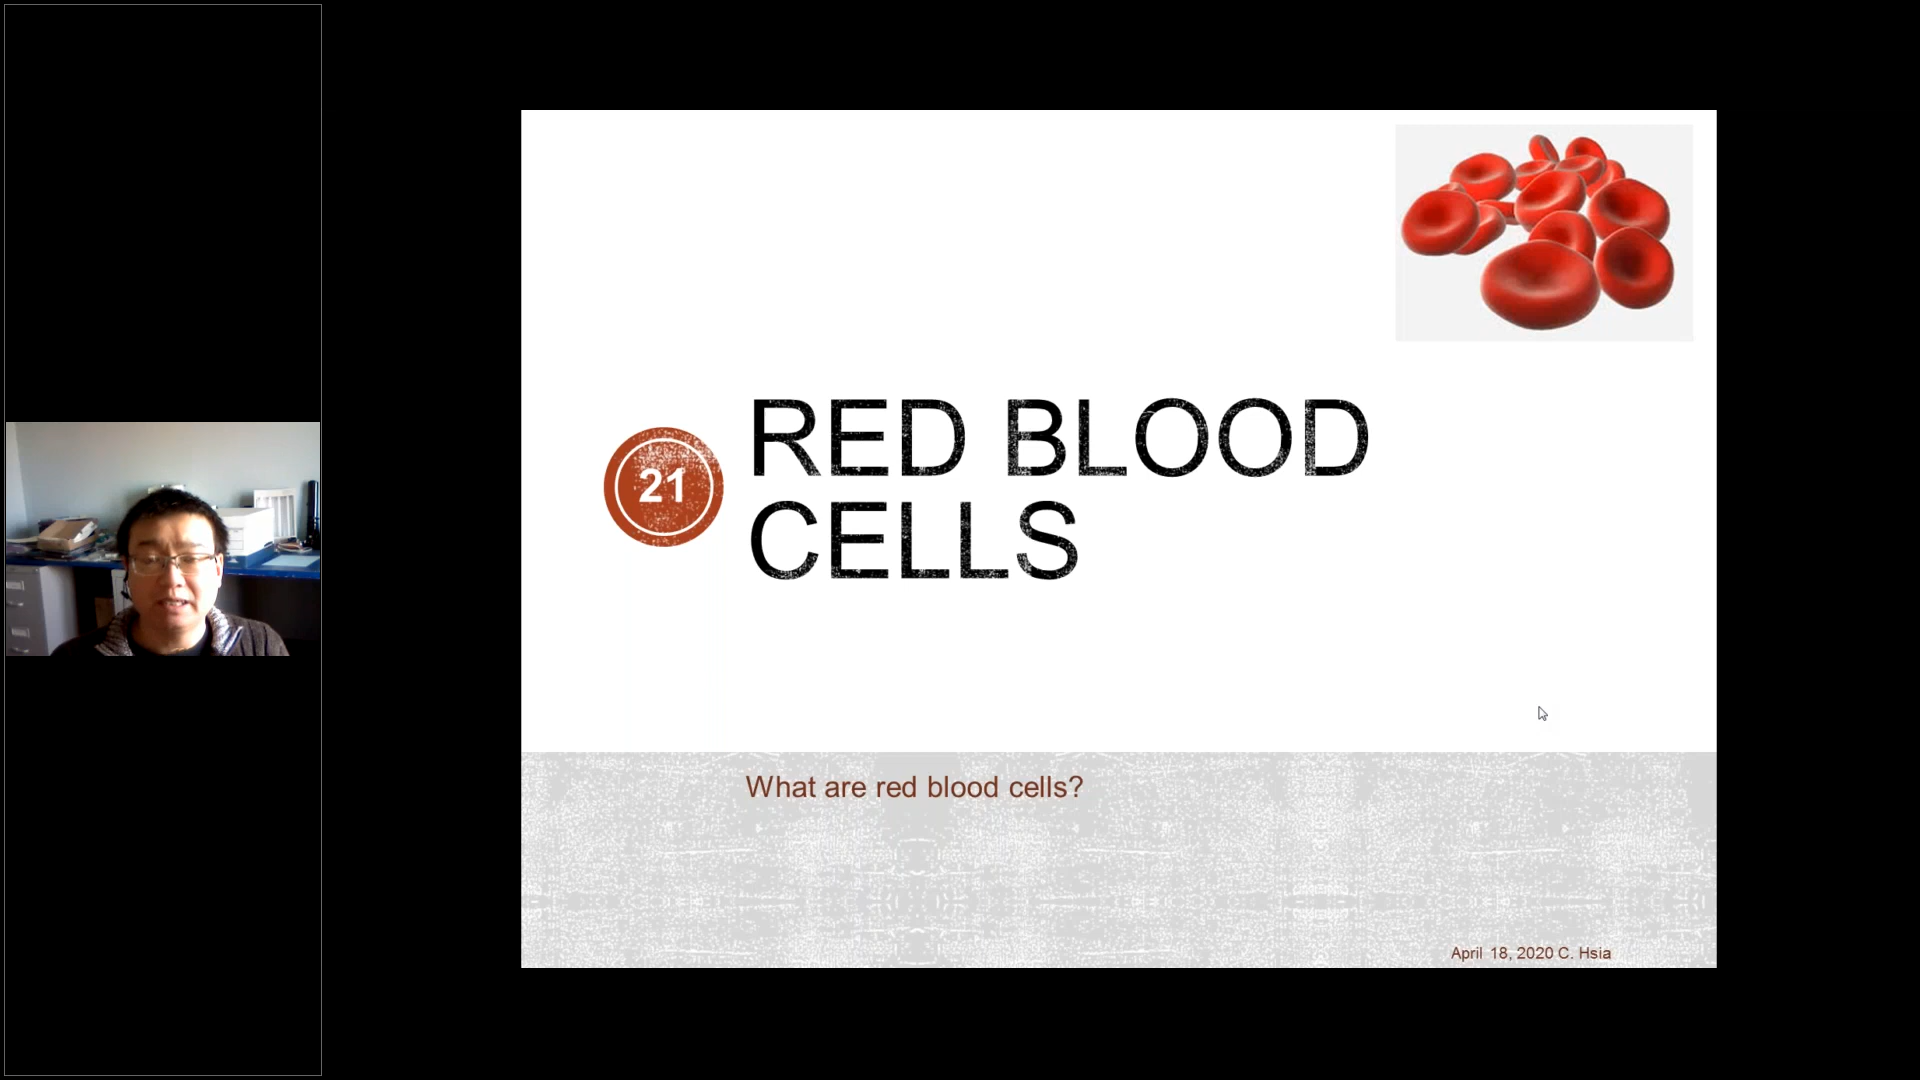 21
RED BLOOD
CELLS
What are red blood cells?
April 18, 2020 C. Hsia